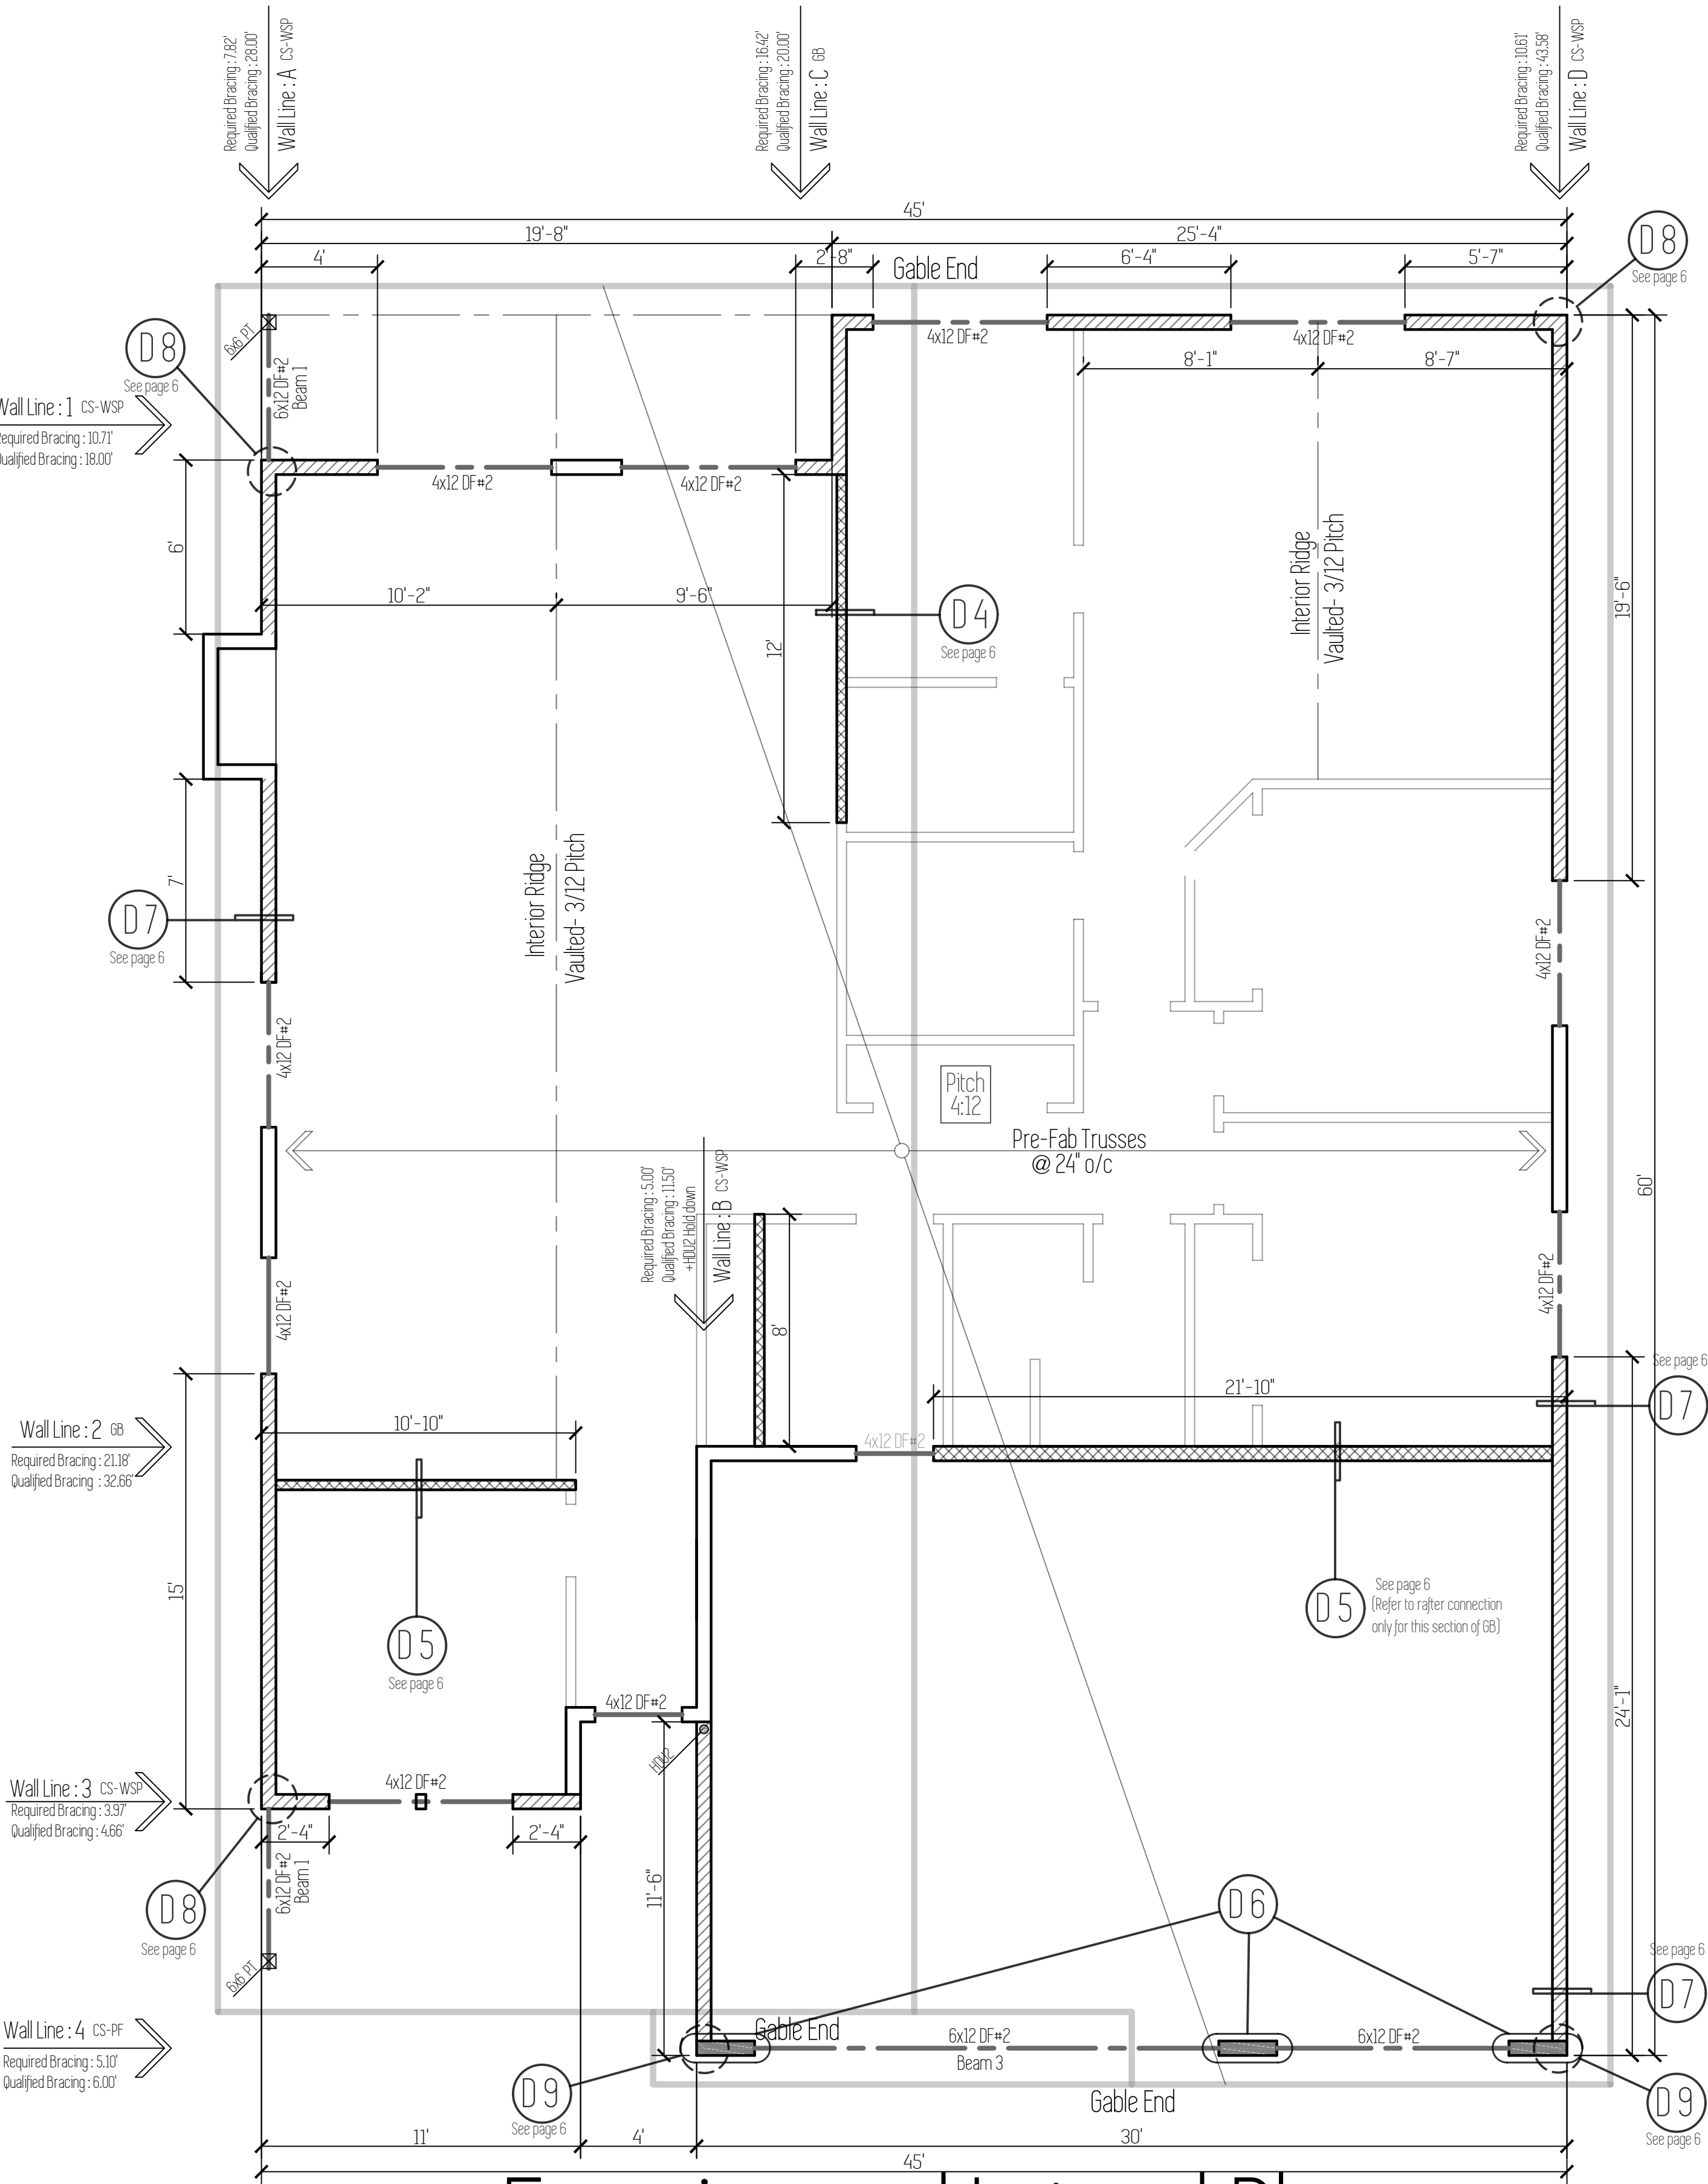 Required Bracing : 7.82'
Qualified Bracing : 28.00'
Wall Line : A CS-WSP
Required Bracing : 16.42'
Qualified Bracing : 20.00'
Wall Line : C GB
Required Bracing : 10.61'
Qualified Bracing : 43.58'
Wall Line : D CS-WSP
45'
19'-8"
25'-4"
4'
2'-8"
Gable End
6'-4"
5'-7"
D8
See page 6
6x6 PT
4x12 DF#2
4x12 DF#2
D8
See page 6
6x12 DF#2
Beam 1
8'-1"
8'-7"
Wall Line : 1 CS-WSP
Required Bracing : 10.71'
Qualified Bracing : 18.00'
4x12 DF#2
4x12 DF#2
6'
10'-2"
9'-6"
12'
D4
See page 6
Interior Ridge
Vaulted- 3/12 Pitch
19'-6"
7'
D7
See page 6
Interior Ridge
Vaulted- 3/12 Pitch
4x12 DF#2
4x12 DF#2
Pitch
4:12
Pre-Fab Trusses
@ 24" o/c
60'
Required Bracing : 5.00'
Qualified Bracing : 11.50'
+HDU2 Hold down
Wall Line : B CS-WSP
4x12 DF#2
4x12 DF#2
8'
See page 6
D7
21'-10"
Wall Line : 2 GB
Required Bracing : 21.18'
Qualified Bracing : 32.66'
10'-10"
4x12 DF#2
15'
D5
See page 6
D5
See page 6
(Refer to rafter connection
only for this section of GB)
24'-1"
4x12 DF#2
HDU2
Wall Line : 3 CS-WSP
Required Bracing : 3.97'
Qualified Bracing : 4.66'
4x12 DF#2
2'-4"
2'-4"
6x12 DF#2
Beam 1
11'-6"
D8
See page 6
6x6 PT
D6
See page 6
D7
Wall Line : 4 CS-PF
Required Bracing : 5.10'
Qualified Bracing : 6.00'
Gable End
6x12 DF#2
Beam 3
6x12 DF#2
D9
See page 6
Gable End
D9
See page 6
11'
4'
30'
45'